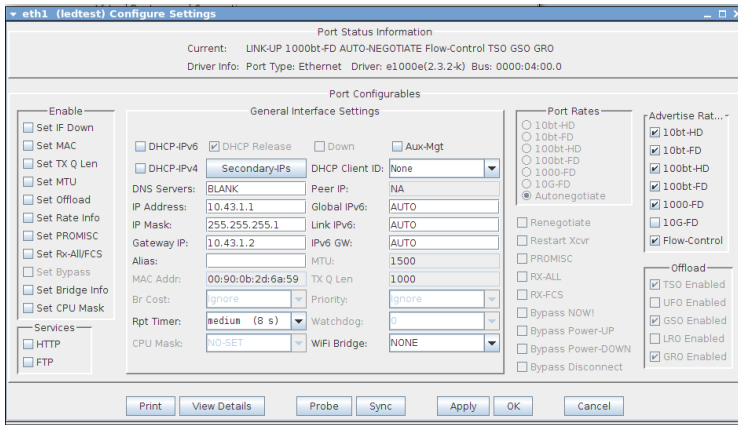 eth1 (ledtest) Configure Settings
Port Status Information
Current: LINK-UP 1000bt-FD AUTO-NEGOTIATE Flow-Control TSO GSO GRO
Driver Info: Port Type: Ethernet Driver: e1000e(2.3.2-k) Bus: 0000:04:00.0
Port Configurables
Enable
Set IF Down
Set MAC
Set TX Q Len
Set MTU
Set Offload
Set Rate Info
Set PROMISC
Set Rx-All/FCS
Set Bypass
Set Bridge Info
Set CPU Mask
Services
HTTP
FTP
General Interface Settings
DHCP-IPv6 DHCP Release Down Aux-Mgt
DHCP-IPv4 Secondary-IPs DHCP Client ID: None
DNS Servers: BLANK Peer IP: NA
IP Address: 10.43.1.1 Global IPv6: AUTO
IP Mask: 255.255.255.1 Link IPv6: AUTO
Gateway IP: 10.43.1.2 IPv6 GW: AUTO
Alias: MTU: 1500
MAC Addr: 00:90:0b:2d:6a:59 TX Q Len 1000
Br Cost: Ignore Priority: Ignore
Rpt Timer: medium (8 s) Watchdog: 0
CPU Mask: NO-SET WiFi Bridge: NONE
Port Rates
10bt-HD
10bt-FD
100bt-HD
100bt-FD
1000-FD
10G-FD
Autonegotiate
Renegotiate
Restart Xcvr
PROMISC
RX-ALL
RX-FCS
Bypass NOW!
Bypass Power-UP
Bypass Power-DOWN
Bypass Disconnect
Advertise Rat...
10bt-HD
10bt-FD
100bt-HD
100bt-FD
1000-FD
10G-FD
Flow-Control
Offload
TSO Enabled
UFO Enabled
GSO Enabled
LRO Enabled
GRO Enabled
Print View Details Probe Sync Apply OK Cancel